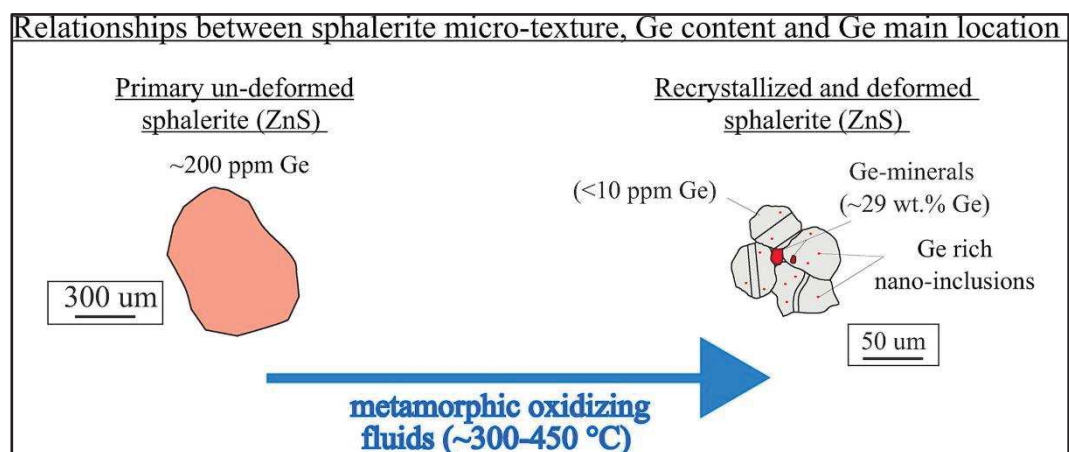 Relationships between sphalerite micro-texture, Ge content and Ge main location
Primary un-deformed
sphalerite (ZnS)
~200 ppm Ge
300 um
Recrystallized and deformed
sphalerite (ZnS)
(<10 ppm Ge)
Ge-minerals
(~29 wt.% Ge)
Ge rich
nano-inclusions
50 um
metamorphic oxidizing
fluids (~300-450 °C)